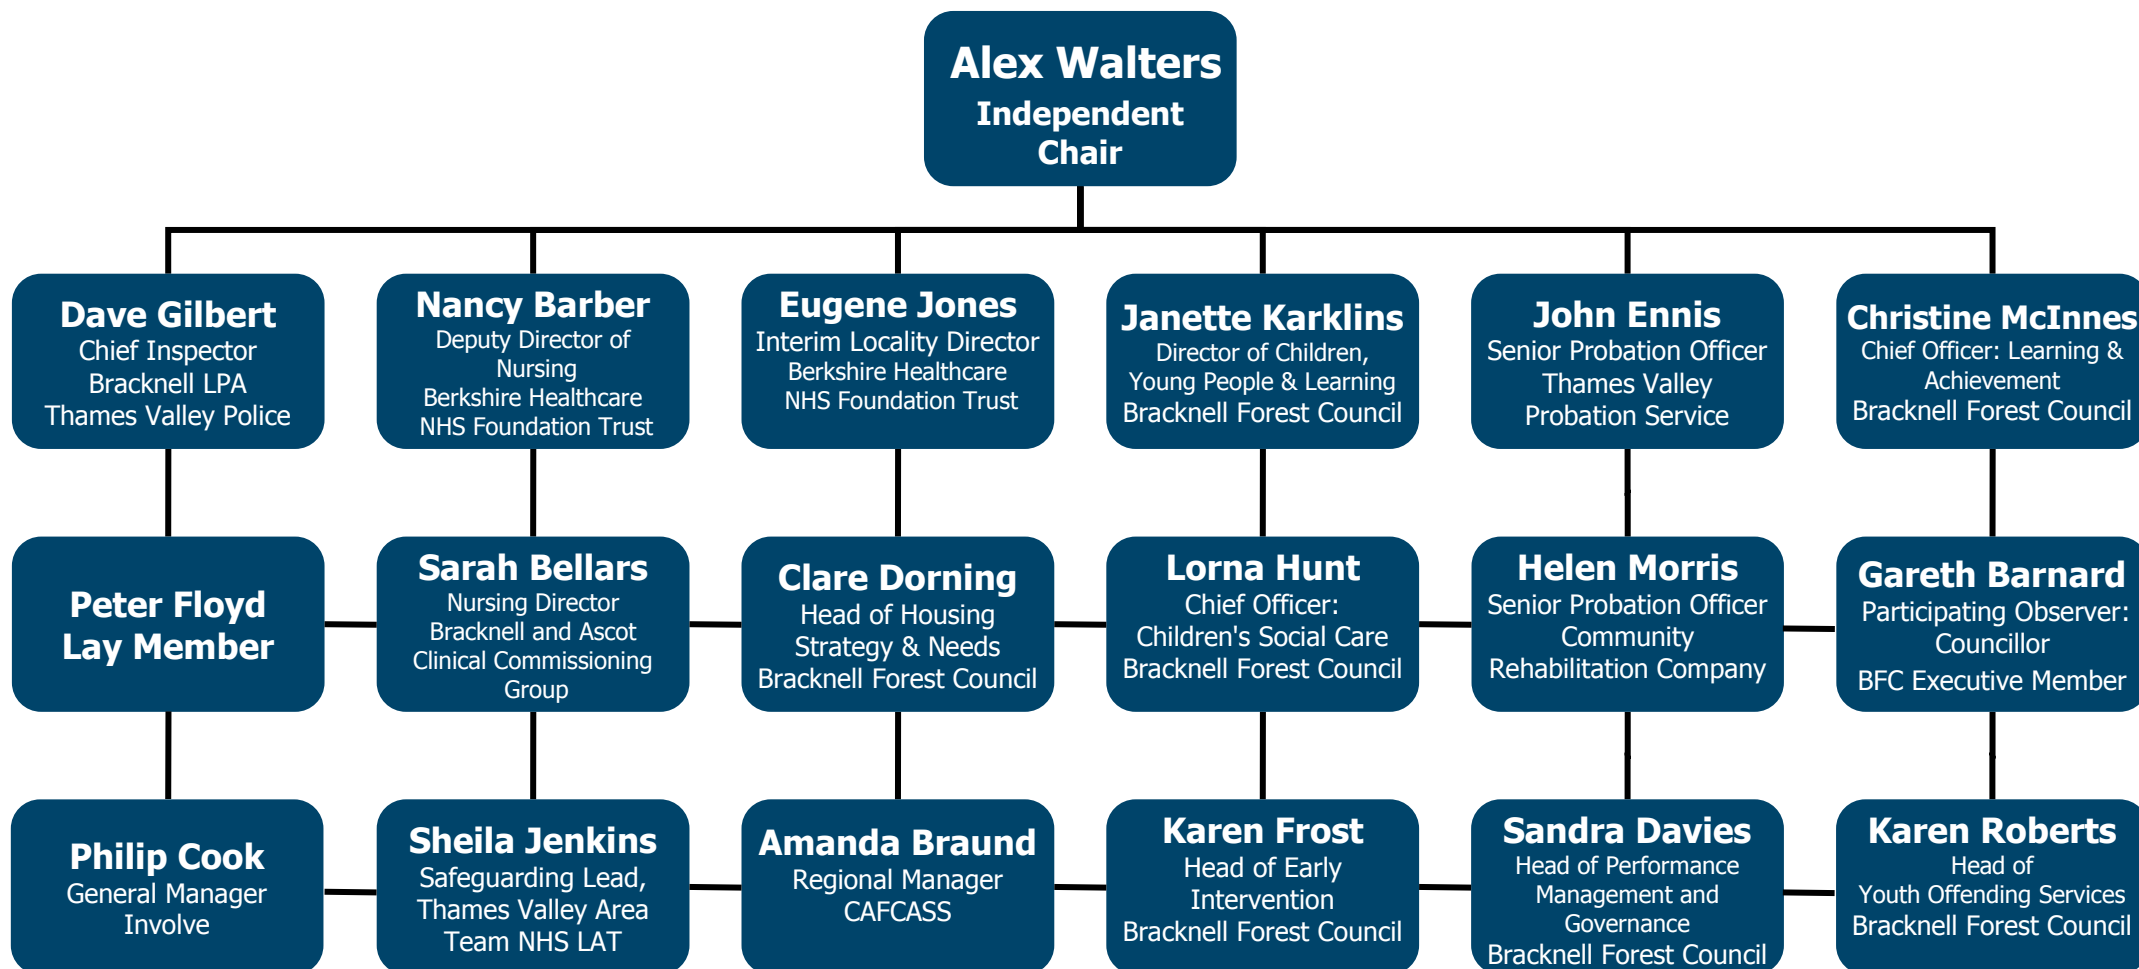 Alex Walters
Independent
Chair
Dave Gilbert
Chief Inspector
Bracknell LPA
Thames Valley Police
Nancy Barber
Deputy Director of
Nursing
Berkshire Healthcare
NHS Foundation Trust
Eugene Jones
Interim Locality Director
Berkshire Healthcare
NHS Foundation Trust
Janette Karklins
Director of Children,
Young People & Learning
Bracknell Forest Council
John Ennis
Senior Probation Officer
Thames Valley
Probation Service
Christine McInnes
Chief Officer: Learning &
Achievement
Bracknell Forest Council
Peter Floyd
Lay Member
Sarah Bellars
Nursing Director
Bracknell and Ascot
Clinical Commissioning
Group
Clare Dorning
Head of Housing
Strategy & Needs
Bracknell Forest Council
Lorna Hunt
Chief Officer:
Children's Social Care
Bracknell Forest Council
Helen Morris
Senior Probation Officer
Community
Rehabilitation Company
Gareth Barnard
Participating Observer:
Councillor
BFC Executive Member
Philip Cook
General Manager
Involve
Sheila Jenkins
Safeguarding Lead,
Thames Valley Area
Team NHS LAT
Amanda Braund
Regional Manager
CAFCASS
Karen Frost
Head of Early
Intervention
Bracknell Forest Council
Sandra Davies
Head of Performance
Management and
Governance
Bracknell Forest Council
Karen Roberts
Head of
Youth Offending Services
Bracknell Forest Council